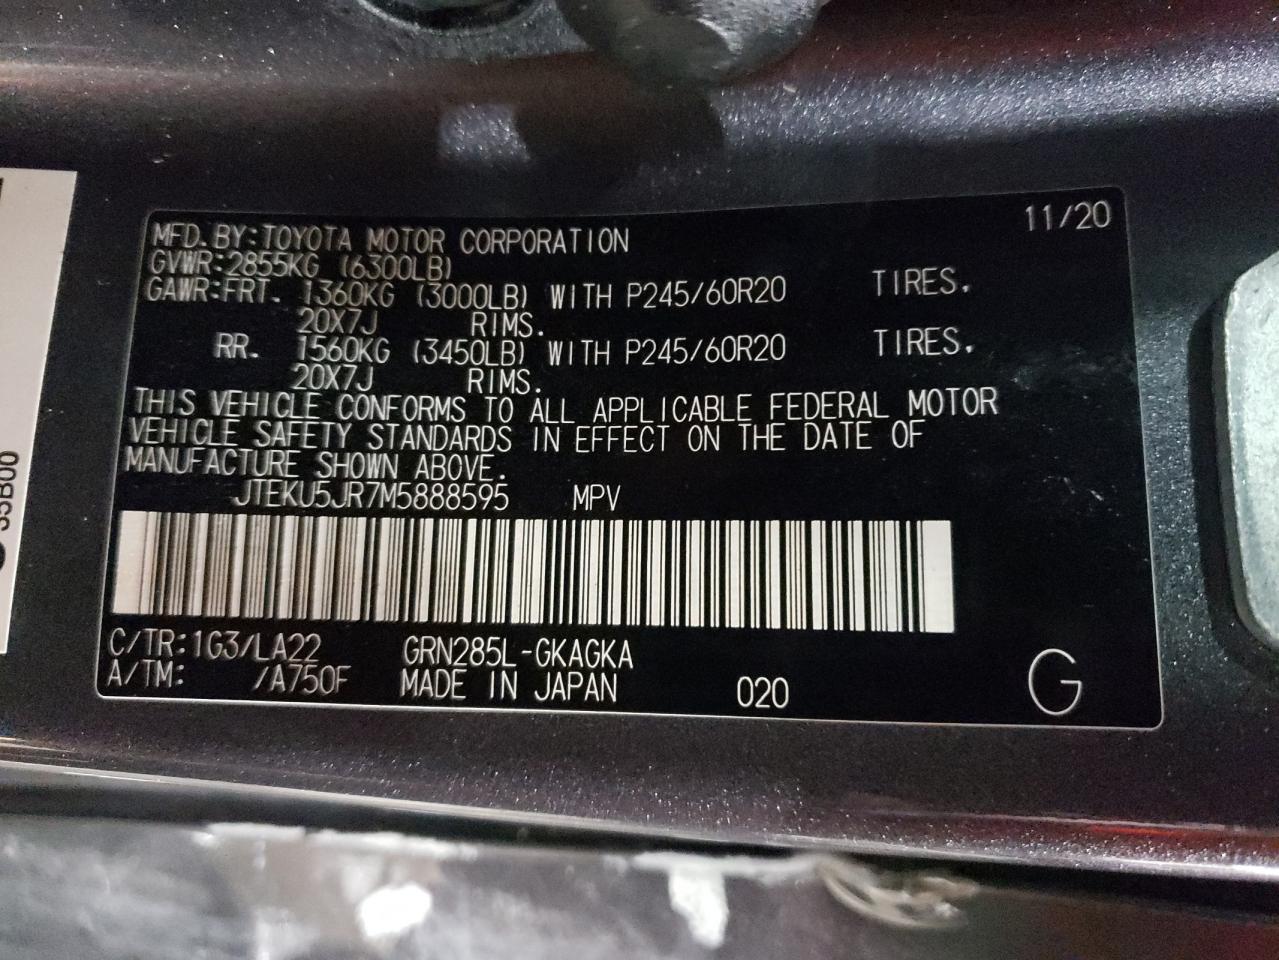 11/20
MFD.BY:TOYOTA MOTOR CORPORATION
GVWR:2855KG (6300LB)
GAWR:FRT. 1360KG (3000LB) WITH P245/60R20 TIRES.
20X7J RIMS.
RR. 1560KG (3450LB) WITH P245/60R20 TIRES.
20X7J RIMS.
THIS VEHICLE CONFORMS TO ALL APPLICABLE FEDERAL MOTOR
VEHICLE SAFETY STANDARDS IN EFFECT ON THE DATE OF
MANUFACTURE SHOWN ABOVE.
JTEKU5JR7M5888595 MPV
C/TR:1G3/LA22 GRN285L-GKAGKA
A/TM: /A750F MADE IN JAPAN 020 G
35B00